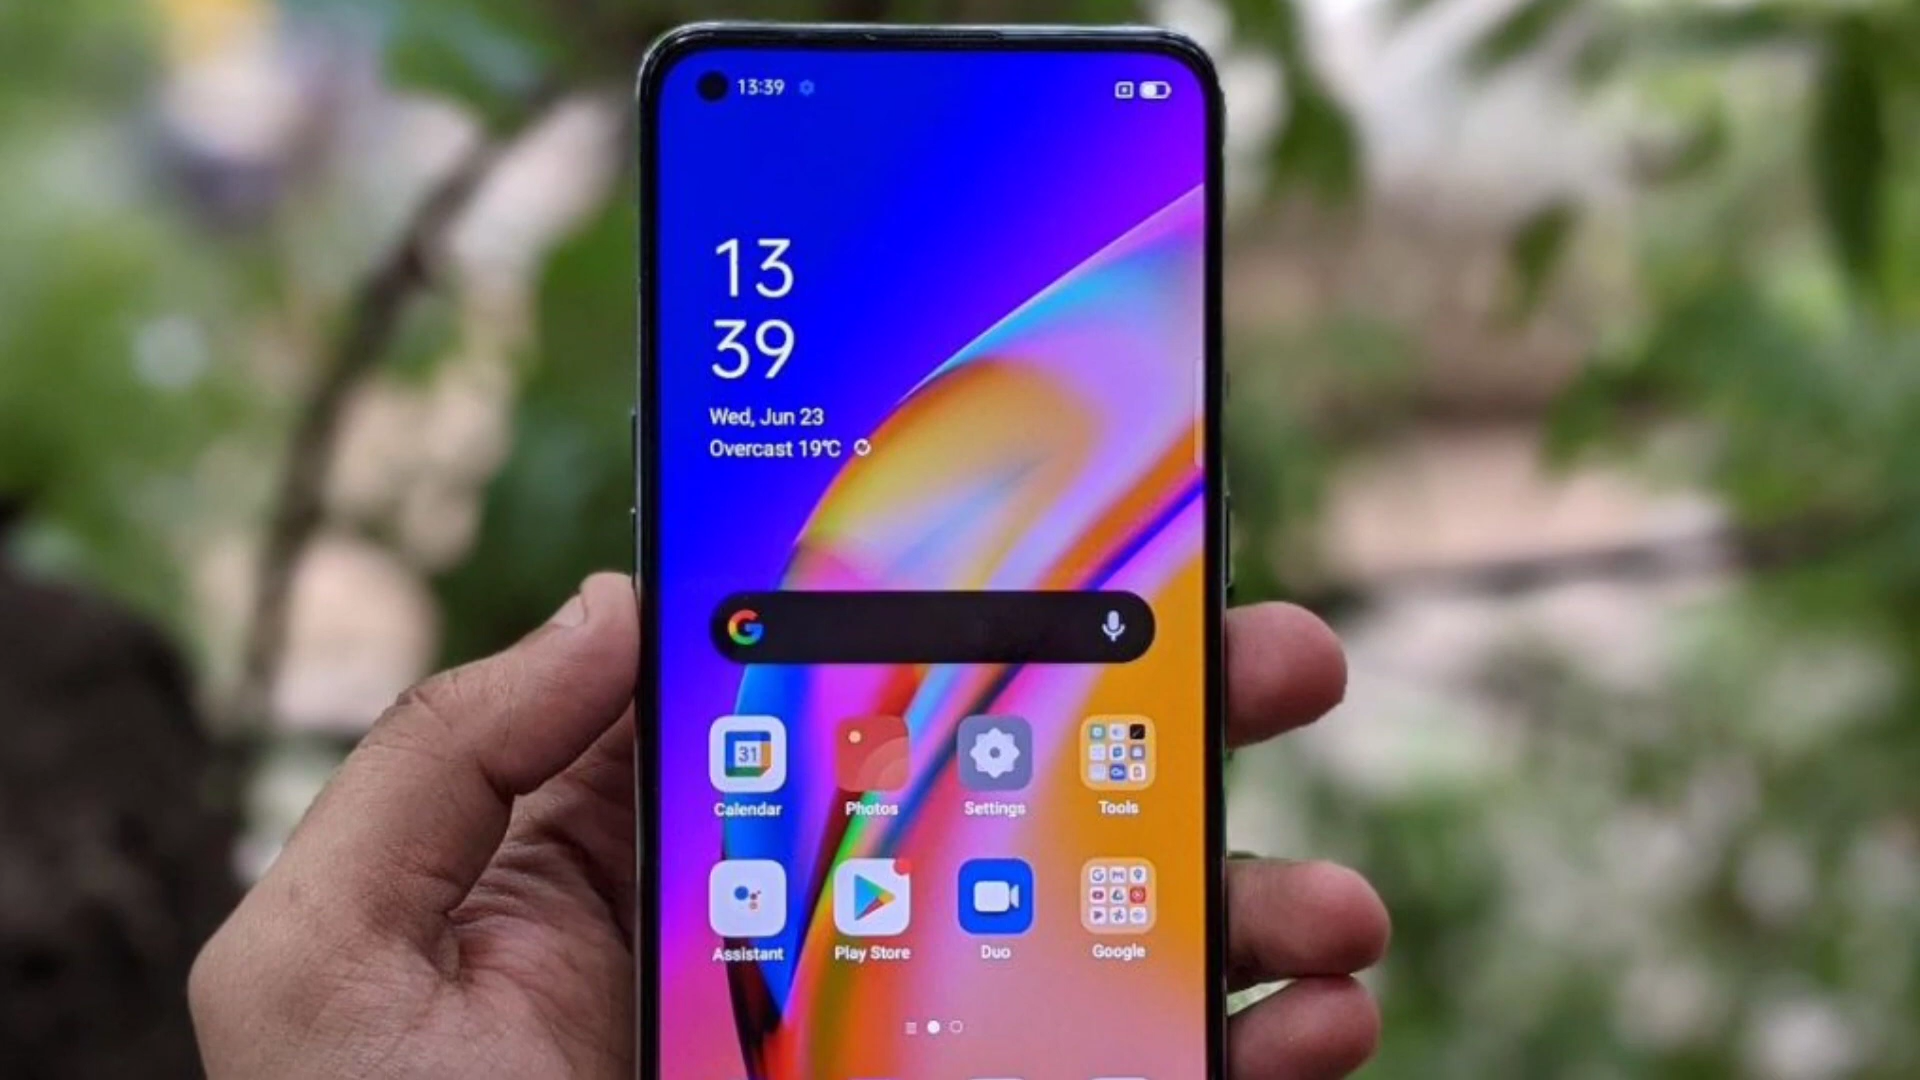 13:39
13
39
Wed, Jun 23
Overcast 19℃
G
31
Calendar
Photos
Settings
Tools
Assistant
Play Store
Duo
Google